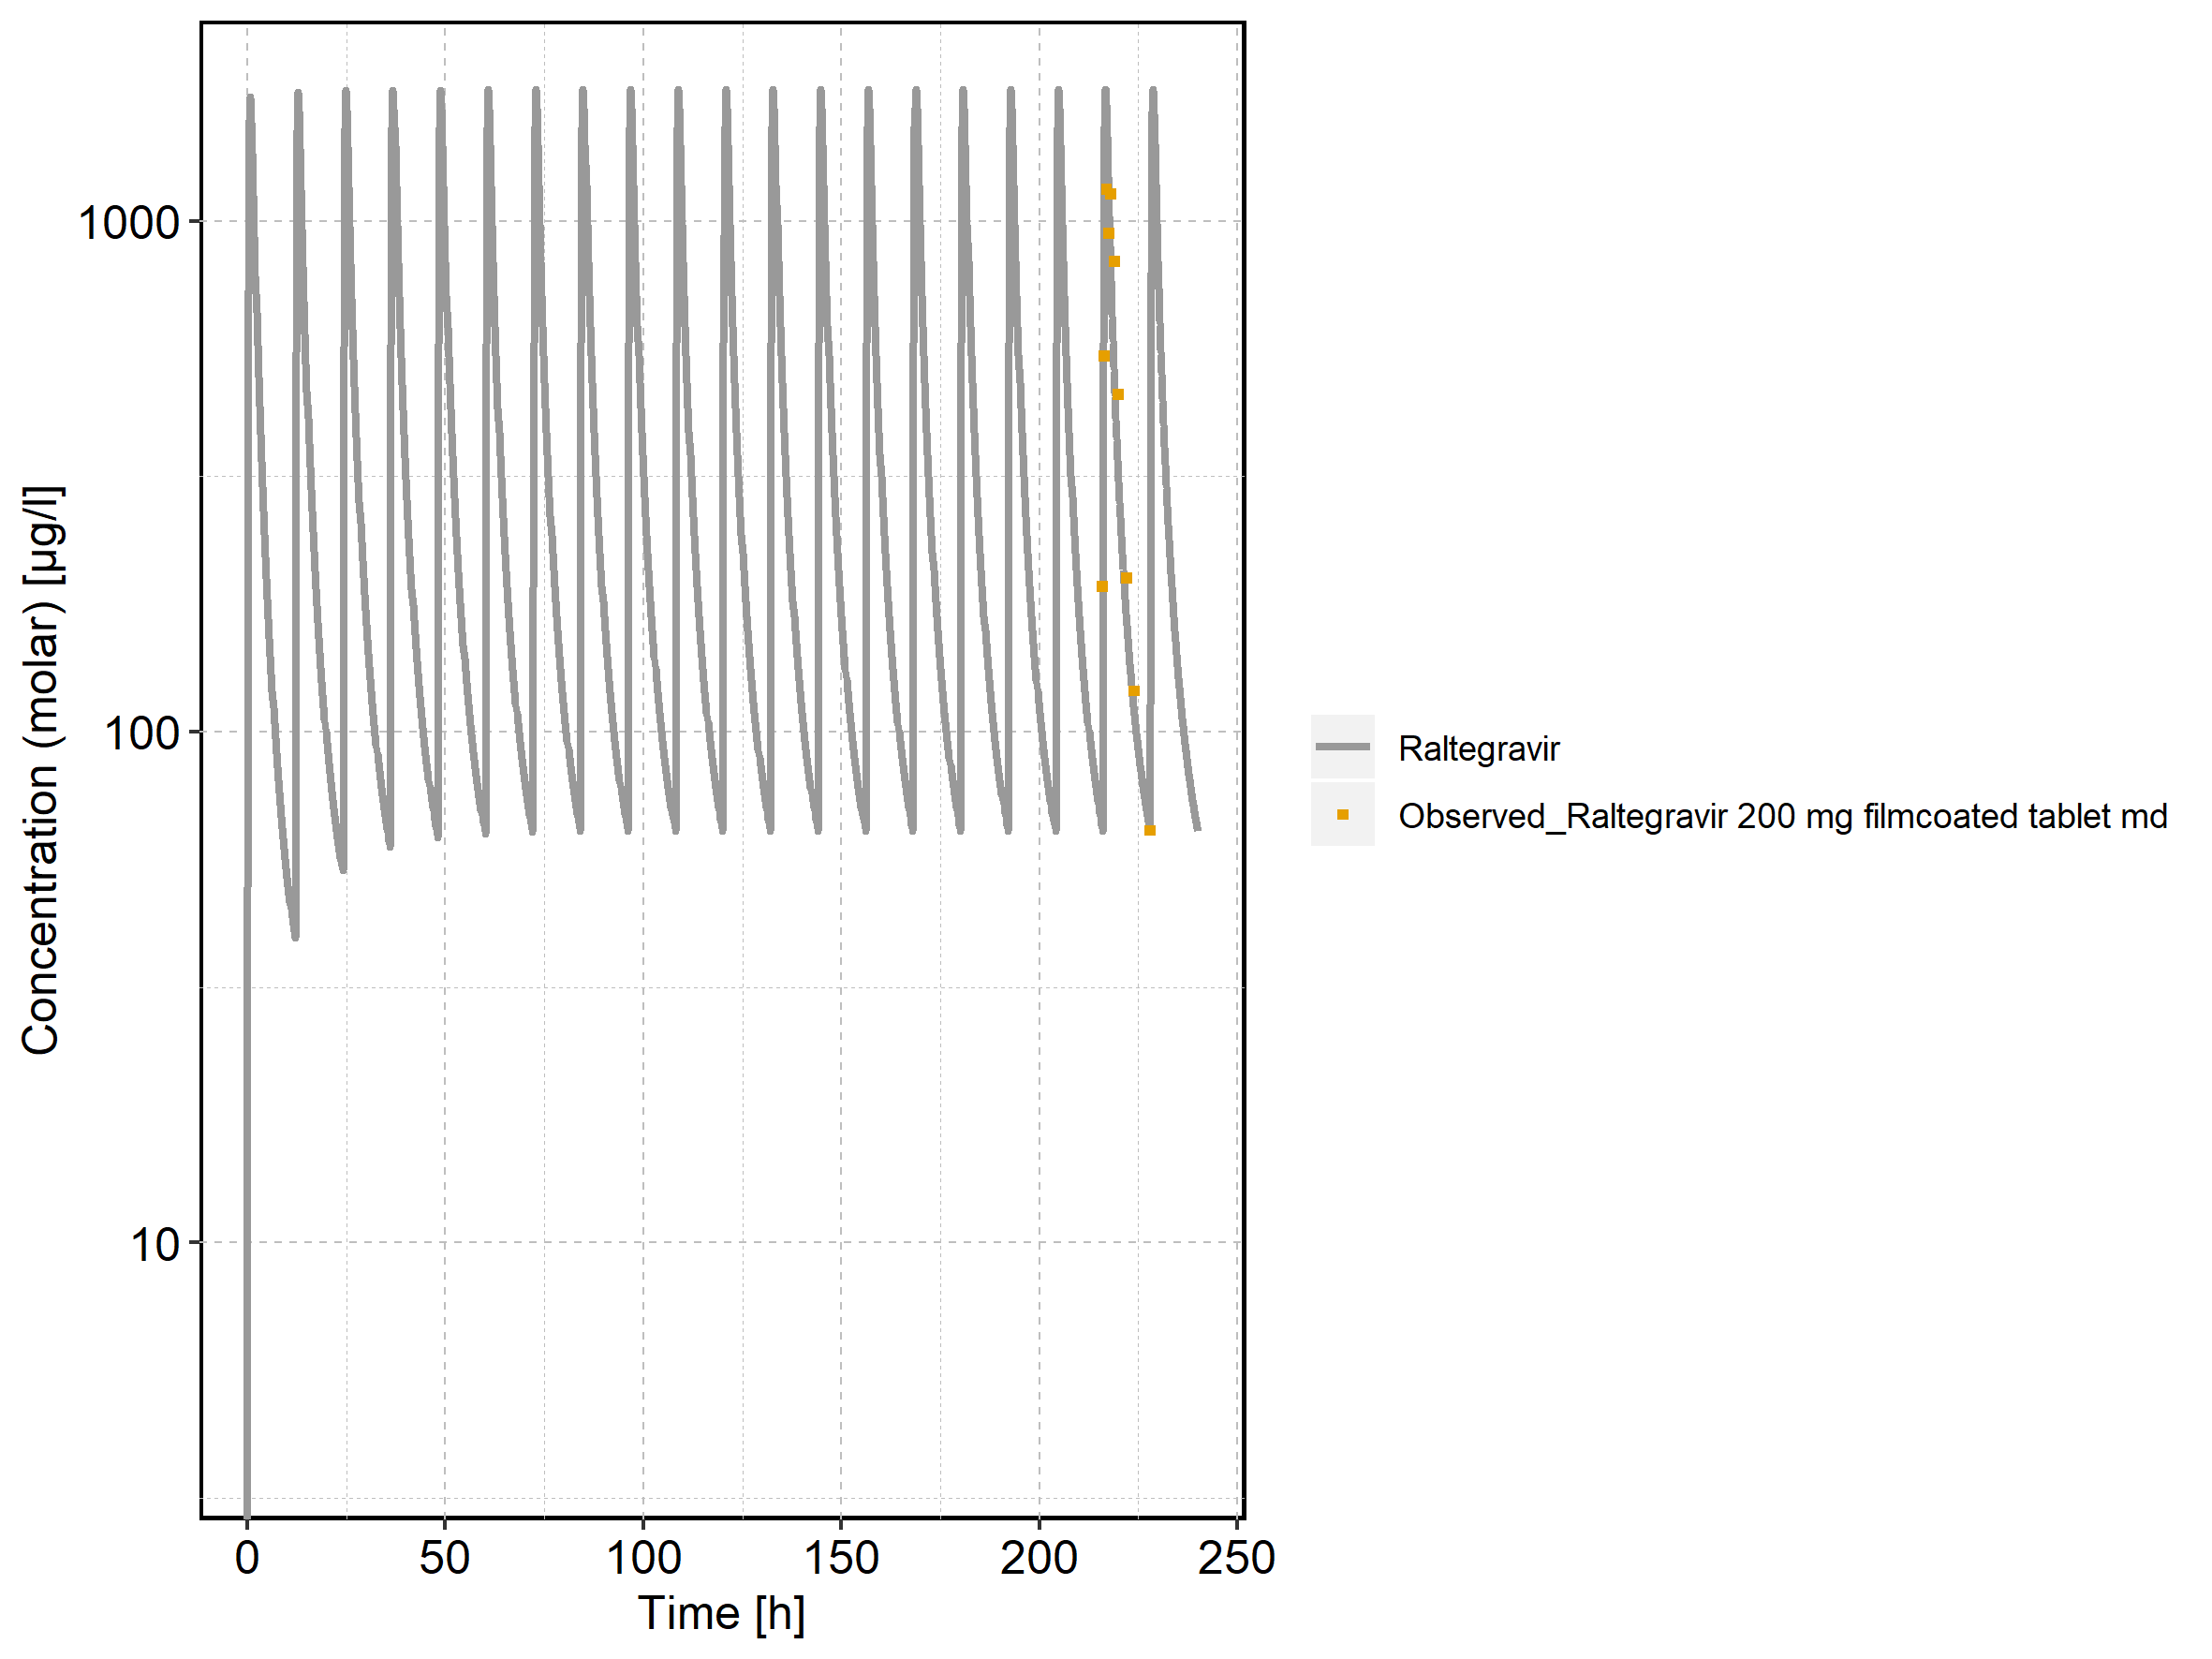 Concentration (molar) [µg/l]
1000
100
10
0
50
100
150
200
250
Time [h]
Raltegravir
Observed_Raltegravir 200 mg filmcoated tablet md